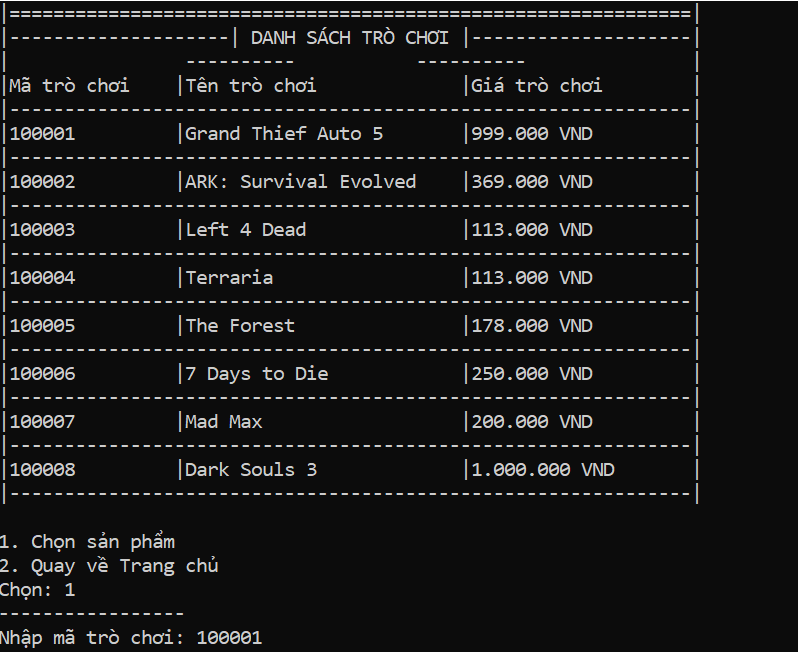 |==============================================================|
|--------------------| DANH SÁCH TRÒ CHƠI |--------------------|
|                ----------           ----------               |
|Mã trò chơi    |Tên trò chơi             |Giá trò chơi        |
|--------------------------------------------------------------|
|100001         |Grand Thief Auto 5       |999.000 VND         |
|--------------------------------------------------------------|
|100002         |ARK: Survival Evolved    |369.000 VND         |
|--------------------------------------------------------------|
|100003         |Left 4 Dead              |113.000 VND         |
|--------------------------------------------------------------|
|100004         |Terraria                 |113.000 VND         |
|--------------------------------------------------------------|
|100005         |The Forest               |178.000 VND         |
|--------------------------------------------------------------|
|100006         |7 Days to Die            |250.000 VND         |
|--------------------------------------------------------------|
|100007         |Mad Max                  |200.000 VND         |
|--------------------------------------------------------------|
|100008         |Dark Souls 3             |1.000.000 VND       |
|--------------------------------------------------------------|
1. Chọn sản phẩm
2. Quay về Trang chủ
Chọn: 1
-----------------
Nhập mã trò chơi: 100001